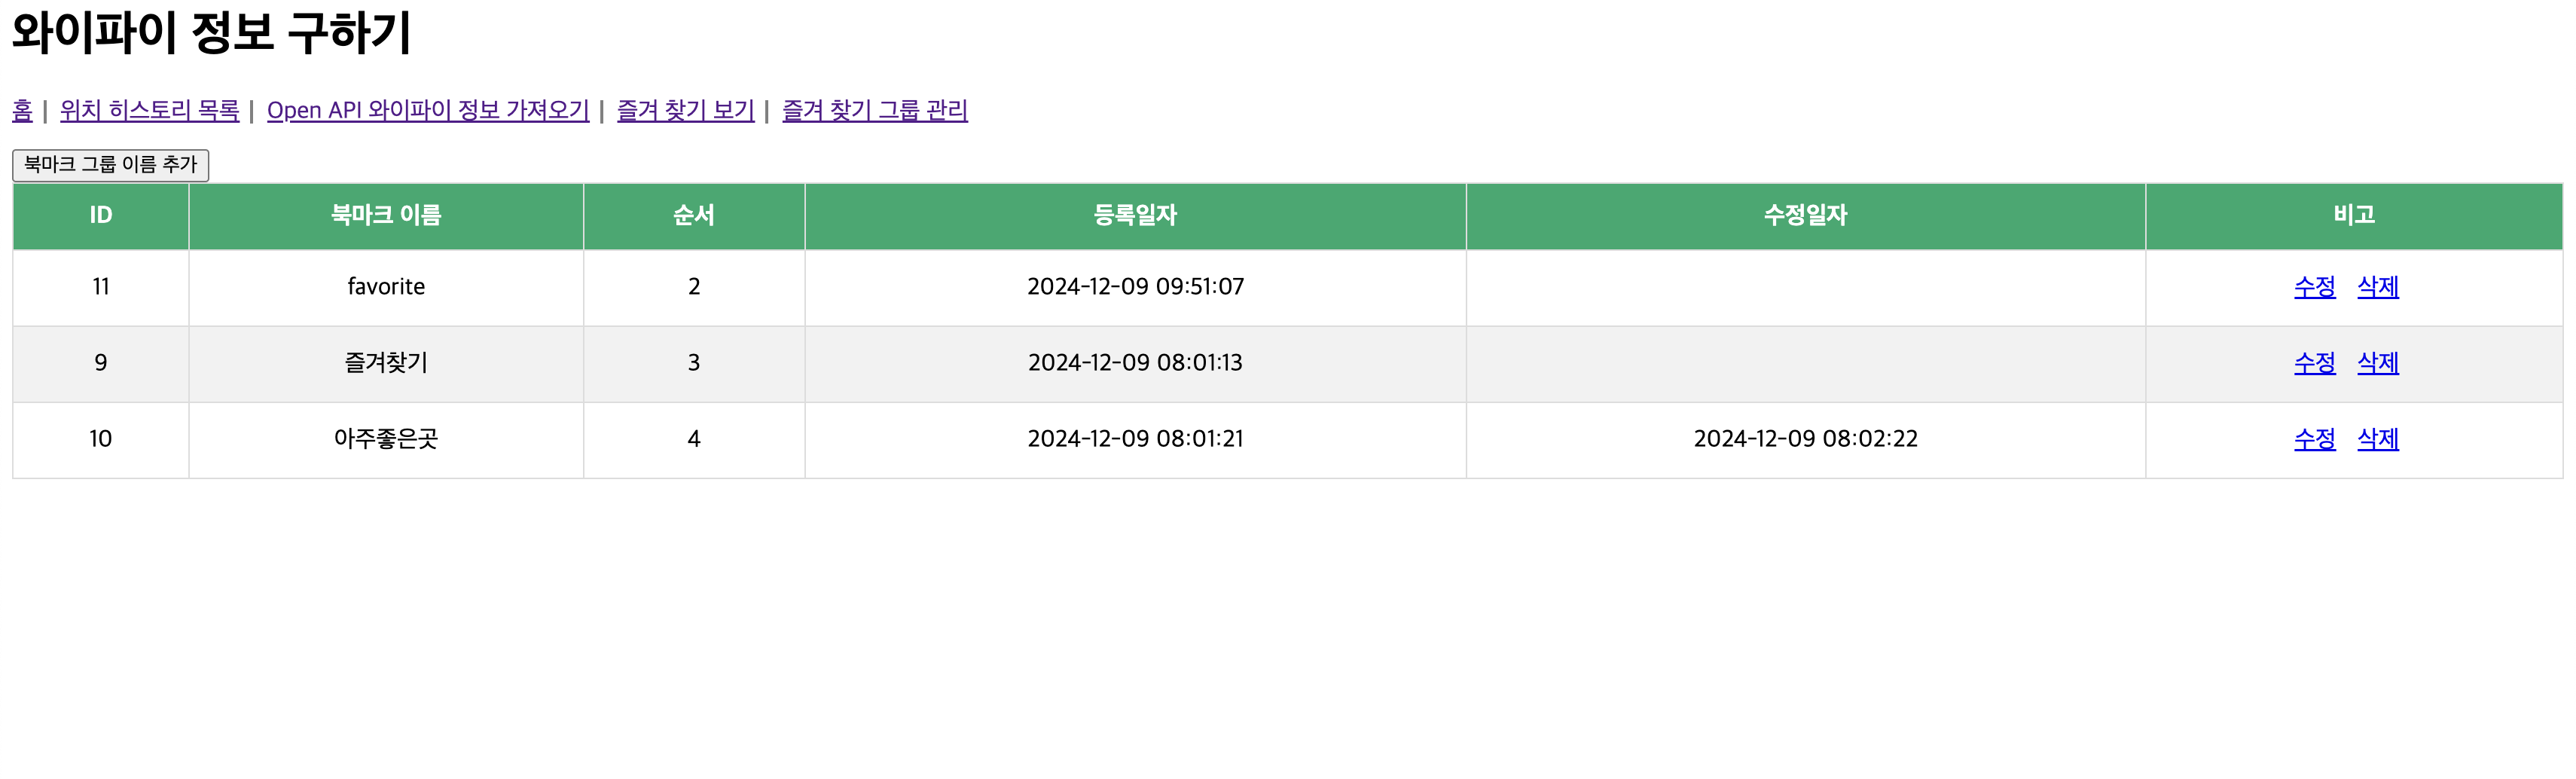 와이파이 정보 구하기
홈 | 위치 히스토리 목록 | Open API 와이파이 정보 가져오기 | 즐겨 찾기 보기 | 즐겨 찾기 그룹 관리
북마크 그룹 이름 추가
ID 북마크 이름 순서 등록일자 수정일자 비고
11 favorite 2 2024-12-09 09:51:07 수정 삭제
9 즐겨찾기 3 2024-12-09 08:01:13 수정 삭제
10 아주좋은곳 4 2024-12-09 08:01:21 2024-12-09 08:02:22 수정 삭제